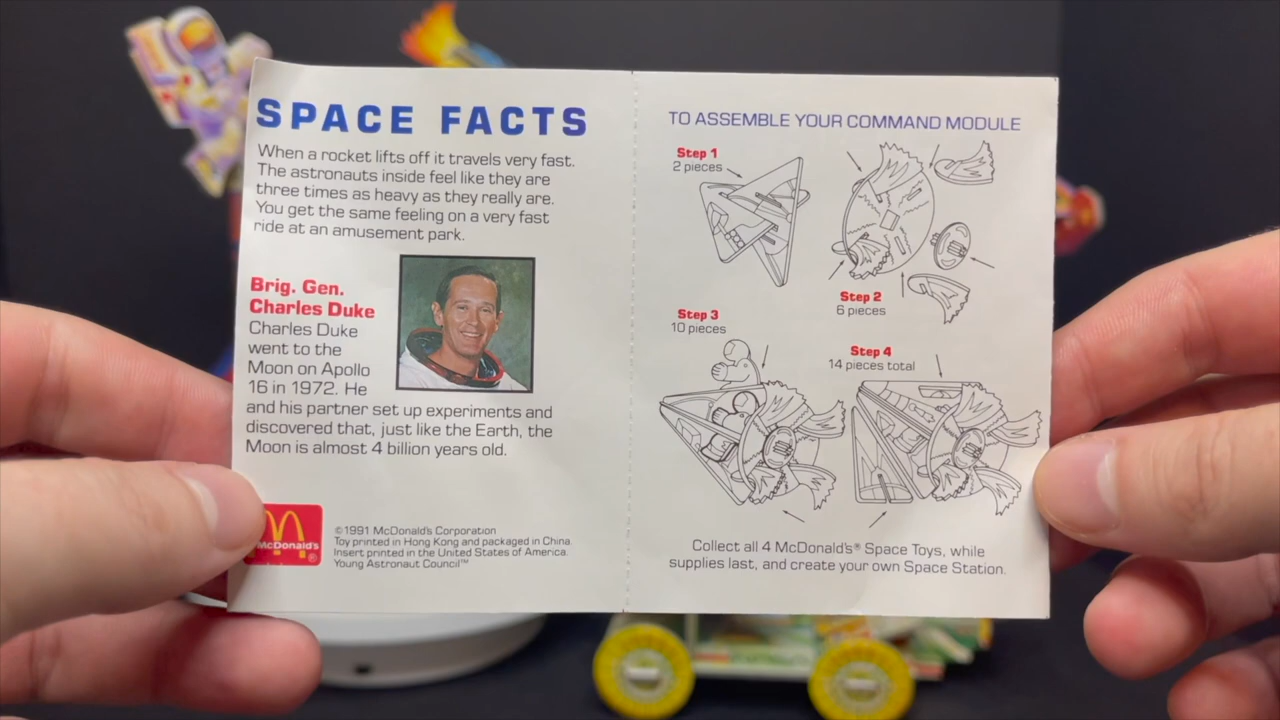 SPACE FACTS
When a rocket lifts off it travels very fast.
The astronauts inside feel like they are
three times as heavy as they really are.
You get the same feeling on a very fast
ride at an amusement park.
Brig. Gen.
Charles Duke
Charles Duke
went to the
Moon on Apollo
16 in 1972. He
and his partner set up experiments and
discovered that, just like the Earth, the
Moon is almost 4 billion years old.
McDonald's
®
©1991 McDonald's Corporation
Toy printed in Hong Kong and packaged in China.
Insert printed in the United States of America.
Young Astronaut Council™
TO ASSEMBLE YOUR COMMAND MODULE
Step 1
2 pieces
Step 2
6 pieces
Step 3
10 pieces
Step 4
14 pieces total
Collect all 4 McDonald's® Space Toys, while
supplies last, and create your own Space Station.